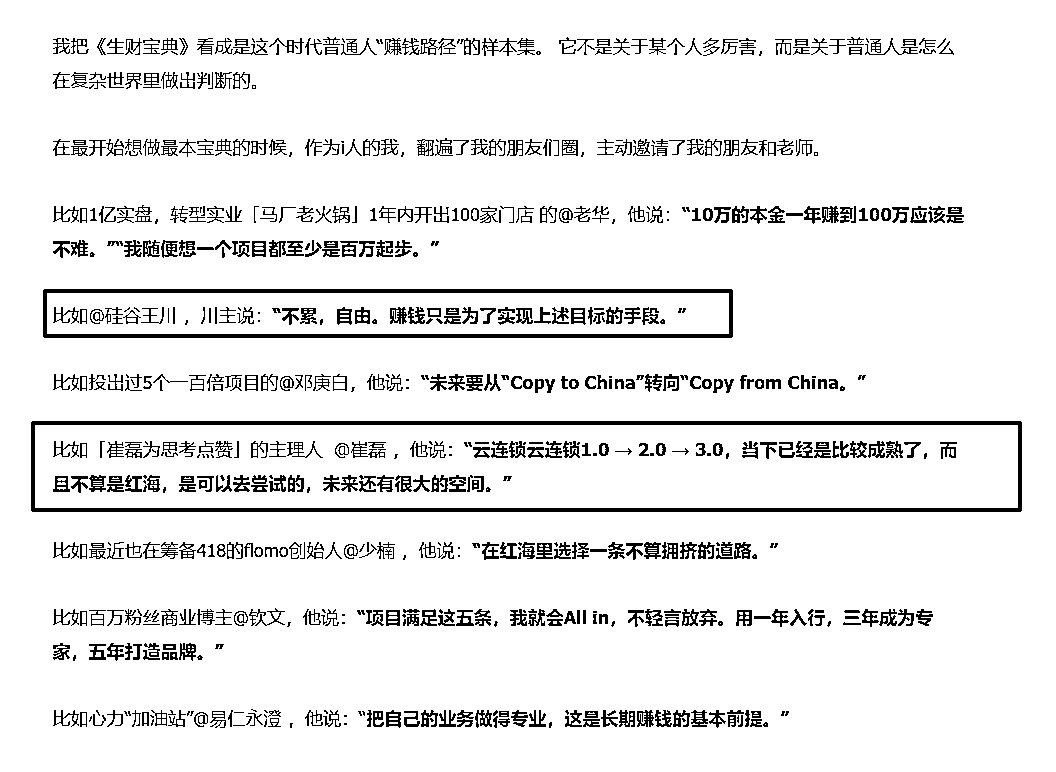 我把《生财宝典》看成是这个时代普通人“赚钱路径”的样本集。 它不是关于某个人多厉害，而是关于普通人是怎么
在复杂世界里做出判断的。
在最开始想做最本宝典的时候，作为i人的我，翻遍了我的朋友们圈，主动邀请了我的朋友和老师。
比如1亿实盘，转型实业「马厂老火锅」1年内开出100家门店 的@老华，他说：“10万的本金一年赚到100万应该是
不难。”“我随便想一个项目都至少是百万起步。”
比如@硅谷王川 ，川主说：“不累，自由。赚钱只是为了实现上述目标的手段。”
比如投出过5个一百倍项目的@邓庚白，他说：“未来要从“Copy to China”转向“Copy from China。”
比如「崔磊为思考点赞」的主理人 @崔磊 ，他说：“云连锁云连锁1.0 → 2.0 → 3.0，当下已经是比较成熟了，而
且不算是红海，是可以去尝试的，未来还有很大的空间。”
比如最近也在筹备418的flomo创始人@少楠 ，他说：“在红海里选择一条不算拥挤的道路。”
比如百万粉丝商业博主@钦文，他说：“项目满足这五条，我就会All in，不轻言放弃。用一年入行，三年成为专
家，五年打造品牌。”
比如心力“加油站”@易仁永澄 ，他说：“把自己的业务做得专业，这是长期赚钱的基本前提。”